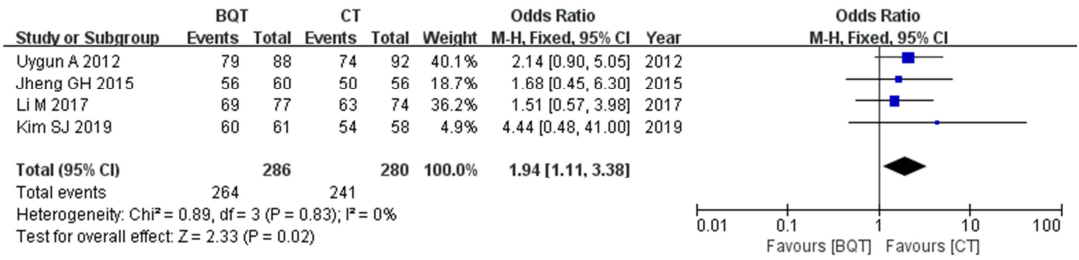 BQT CT Odds Ratio Odds Ratio
Study or Subgroup Events Total Events Total Weight M-H, Fixed, 95% CI Year M-H, Fixed, 95% CI
Uygun A 2012 79 88 74 92 40.1% 2.14 [0.90, 5.05] 2012
Jheng GH 2015 56 60 50 56 18.7% 1.68 [0.45, 6.30] 2015
Li M 2017 69 77 63 74 36.2% 1.51 [0.57, 3.98] 2017
Kim SJ 2019 60 61 54 58 4.9% 4.44 [0.48, 41.00] 2019
Total (95% CI) 286 280 100.0% 1.94 [1.11, 3.38]
Total events 264 241
Heterogeneity: Chi² = 0.89, df = 3 (P = 0.83); I² = 0%
Test for overall effect: Z = 2.33 (P = 0.02)
0.01 0.1 1 10 100
Favours [BQT] Favours [CT]